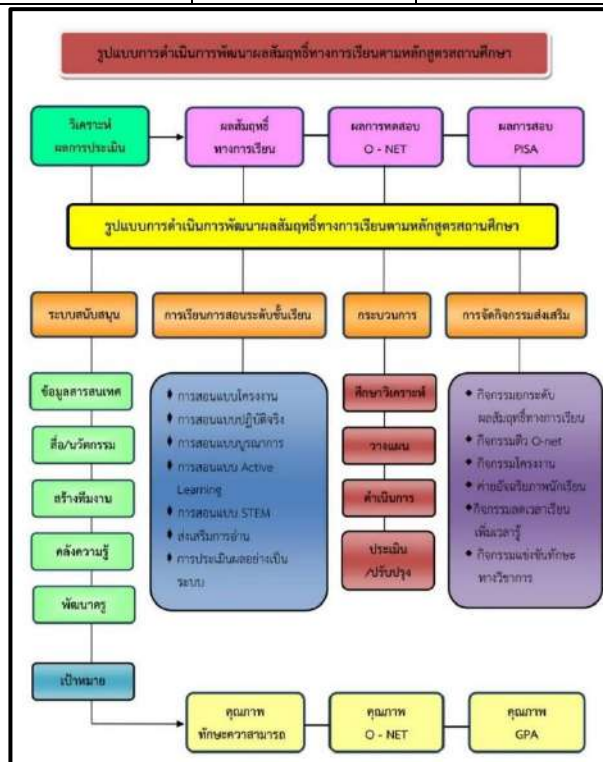 รูปแบบการดำเนินการพัฒนาผลสัมฤทธิ์ทางการเรียนตามหลักสูตรสถานศึกษา
วิเคราะห์
ผลการประเมิน
ผลสัมฤทธิ์
ทางการเรียน
ผลการทดสอบ
O - NET
ผลการสอบ
PISA
รูปแบบการดำเนินการพัฒนาผลสัมฤทธิ์ทางการเรียนตามหลักสูตรสถานศึกษา
ระบบสนับสนุน
การเรียนการสอนระดับชั้นเรียน
กระบวนการ
การจัดกิจกรรมส่งเสริม
ข้อมูลสารสนเทศ
สื่อ/นวัตกรรม
สร้างทีมงาน
คลังความรู้
พัฒนาครู
การสอนแบบโครงงาน
การสอนแบบปฏิบัติจริง
การสอนแบบบูรณาการ
การสอนแบบ Active
Learning
การสอนแบบ STEM
ส่งเสริมการอ่าน
การประเมินผลอย่างเป็น
ระบบ
ศึกษาวิเคราะห์
วางแผน
ดำเนินการ
ประเมิน
/ปรับปรุง
กิจกรรมยกระดับ
ผลสัมฤทธิ์ทางการเรียน
กิจกรรมติว O-net
กิจกรรมโครงงาน
ค่ายอัจฉริยภาพนักเรียน
กิจกรรมลดเวลาเรียน
เพิ่มเวลารู้
กิจกรรมแข่งขันทักษะ
ทางวิชาการ
เป้าหมาย
คุณภาพ
ทักษะควาสามารถ
คุณภาพ
O - NET
คุณภาพ
GPA